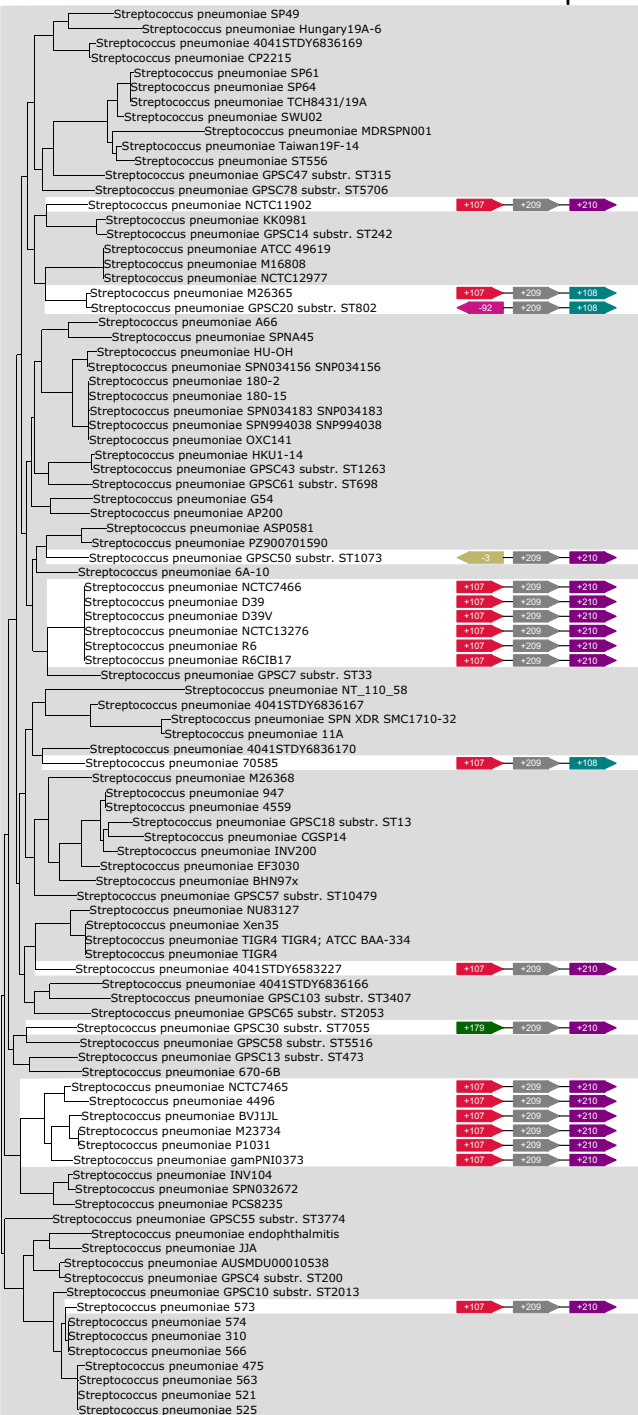 Streptococcus pneumoniae SP49
Streptococcus pneumoniae Hungary19A-6
Streptococcus pneumoniae 4041STDY6836169
Streptococcus pneumoniae CP2215
Streptococcus pneumoniae SP61
Streptococcus pneumoniae SP64
Streptococcus pneumoniae TCH8431/19A
Streptococcus pneumoniae SWU02
Streptococcus pneumoniae MDRSPN001
Streptococcus pneumoniae Taiwan19F-14
Streptococcus pneumoniae ST556
Streptococcus pneumoniae GPSC47 substr. ST315
Streptococcus pneumoniae GPSC78 substr. ST5706
Streptococcus pneumoniae NCTC11902 +107 +209 +210
Streptococcus pneumoniae KK0981
Streptococcus pneumoniae GPSC14 substr. ST242
Streptococcus pneumoniae ATCC 49619
Streptococcus pneumoniae M16808
Streptococcus pneumoniae NCTC12977
Streptococcus pneumoniae M26365 +107 +209 +108
Streptococcus pneumoniae GPSC20 substr. ST802 -92 +209 +108
Streptococcus pneumoniae A66
Streptococcus pneumoniae SPNA45
Streptococcus pneumoniae HU-OH
Streptococcus pneumoniae SPN034156 SNP034156
Streptococcus pneumoniae 180-2
Streptococcus pneumoniae 180-15
Streptococcus pneumoniae SPN034183 SNP034183
Streptococcus pneumoniae SPN994038 SNP994038
Streptococcus pneumoniae OXC141
Streptococcus pneumoniae HKU1-14
Streptococcus pneumoniae GPSC43 substr. ST1263
Streptococcus pneumoniae GPSC61 substr. ST698
Streptococcus pneumoniae G54
Streptococcus pneumoniae AP200
Streptococcus pneumoniae ASP0581
Streptococcus pneumoniae PZ900701590
Streptococcus pneumoniae GPSC50 substr. ST1073 -3 +209 +210
Streptococcus pneumoniae 6A-10
Streptococcus pneumoniae NCTC7466 +107 +209 +210
Streptococcus pneumoniae D39 +107 +209 +210
Streptococcus pneumoniae D39V +107 +209 +210
Streptococcus pneumoniae NCTC13276 +107 +209 +210
Streptococcus pneumoniae R6 +107 +209 +210
Streptococcus pneumoniae R6CIB17 +107 +209 +210
Streptococcus pneumoniae GPSC7 substr. ST33
Streptococcus pneumoniae NT_110_58
Streptococcus pneumoniae 4041STDY6836167
Streptococcus pneumoniae SPN XDR SMC1710-32
Streptococcus pneumoniae 11A
Streptococcus pneumoniae 4041STDY6836170
Streptococcus pneumoniae 70585 +107 +209 +108
Streptococcus pneumoniae M26368
Streptococcus pneumoniae 947
Streptococcus pneumoniae 4559
Streptococcus pneumoniae GPSC18 substr. ST13
Streptococcus pneumoniae CGSP14
Streptococcus pneumoniae INV200
Streptococcus pneumoniae EF3030
Streptococcus pneumoniae BHN97x
Streptococcus pneumoniae GPSC57 substr. ST10479
Streptococcus pneumoniae NU83127
Streptococcus pneumoniae Xen35
Streptococcus pneumoniae TIGR4 TIGR4; ATCC BAA-334
Streptococcus pneumoniae TIGR4
Streptococcus pneumoniae 4041STDY6583227 +107 +209 +210
Streptococcus pneumoniae 4041STDY6836166
Streptococcus pneumoniae GPSC103 substr. ST3407
Streptococcus pneumoniae GPSC65 substr. ST2053
Streptococcus pneumoniae GPSC30 substr. ST7055 +179 +209 +210
Streptococcus pneumoniae GPSC58 substr. ST5516
Streptococcus pneumoniae GPSC13 substr. ST473
Streptococcus pneumoniae 670-6B
Streptococcus pneumoniae NCTC7465 +107 +209 +210
Streptococcus pneumoniae 4496 +107 +209 +210
Streptococcus pneumoniae BVJ1JL +107 +209 +210
Streptococcus pneumoniae M23734 +107 +209 +210
Streptococcus pneumoniae P1031 +107 +209 +210
Streptococcus pneumoniae gamPNI0373 +107 +209 +210
Streptococcus pneumoniae INV104
Streptococcus pneumoniae SPN032672
Streptococcus pneumoniae PCS8235
Streptococcus pneumoniae GPSC55 substr. ST3774
Streptococcus pneumoniae endophthalmitis
Streptococcus pneumoniae JJA
Streptococcus pneumoniae AUSMDU00010538
Streptococcus pneumoniae GPSC4 substr. ST200
Streptococcus pneumoniae GPSC10 substr. ST2013
Streptococcus pneumoniae 573 +107 +209 +210
Streptococcus pneumoniae 574
Streptococcus pneumoniae 310
Streptococcus pneumoniae 566
Streptococcus pneumoniae 475
Streptococcus pneumoniae 563
Streptococcus pneumoniae 521
Streptococcus pneumoniae 525